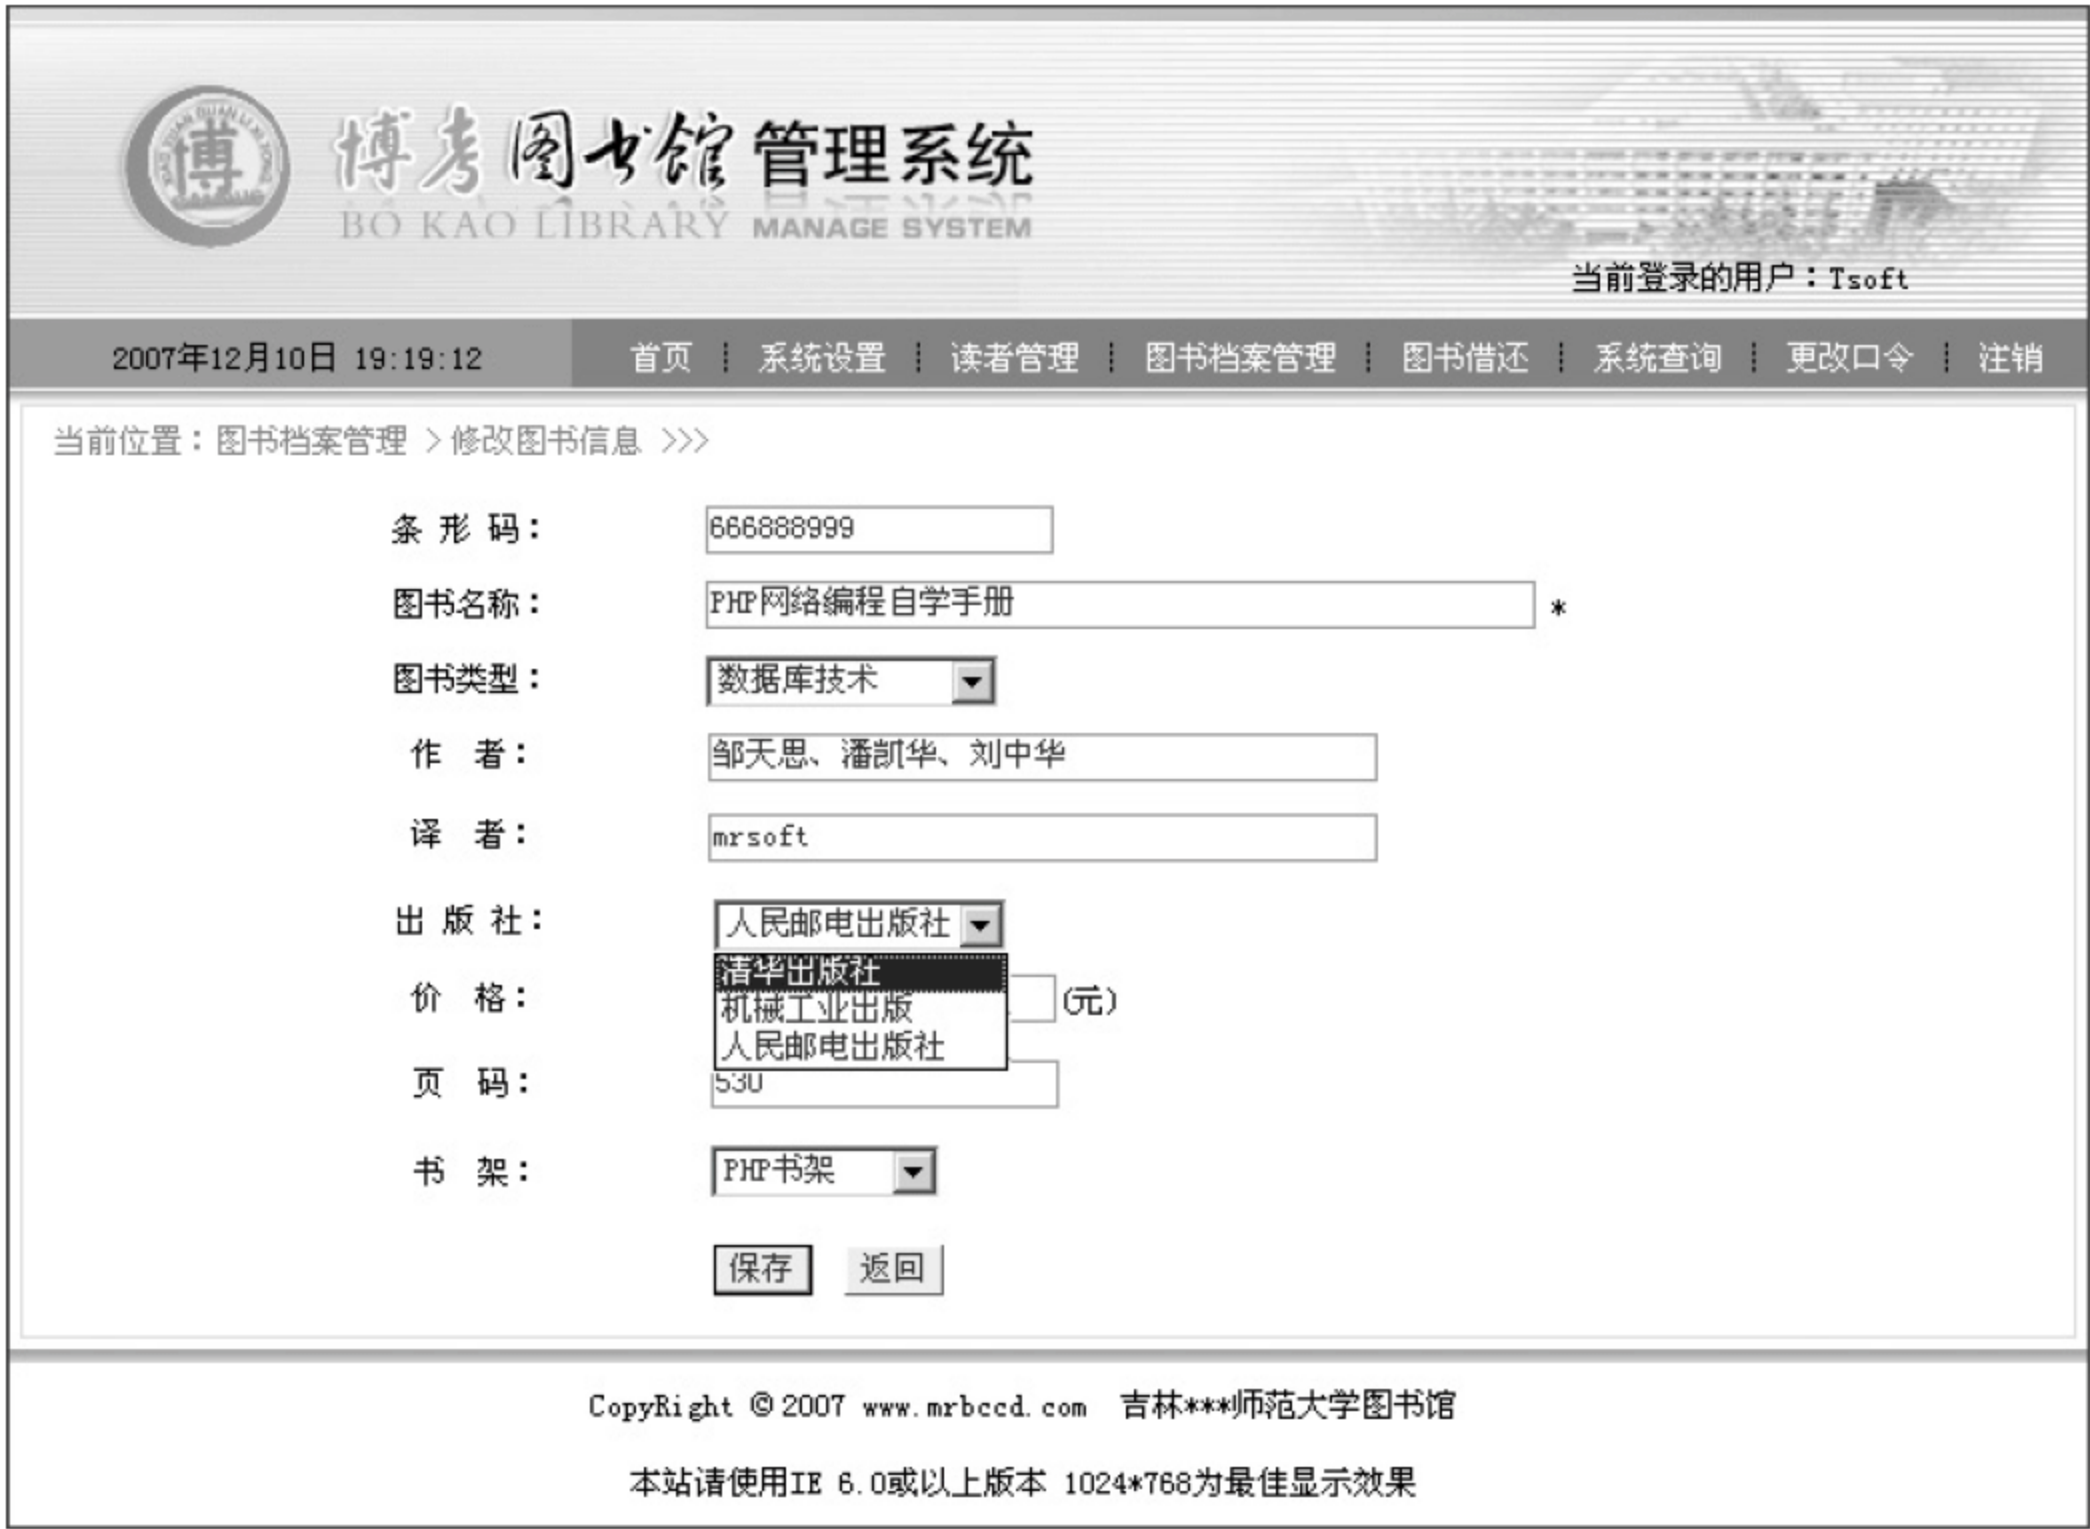 博考图书馆管理系统
BO KAO LIBRARY MANAGE SYSTEM
博
当前登录的用户：Tsoft
2007年12月10日 19:19:12 首页 系统设置 读者管理 图书档案管理 图书借还 系统查询 更改口令 注销
当前位置：图书档案管理 >修改图书信息 >>>
条 形 码： 666888999
图书名称： PHP网络编程自学手册 *
图书类型： 数据库技术
作 者： 邹天思、潘凯华、刘中华
译 者： mrsoft
出 版 社： 人民邮电出版社
清华出版社
价 格： (元)
机械工业出版
人民邮电出版社
页 码： 530
书 架： PHP书架
保存 返回
CopyRight ©2007 www.mrbccd.com 吉林***师范大学图书馆
本站请使用IE 6.0或以上版本 1024*768为最佳显示效果